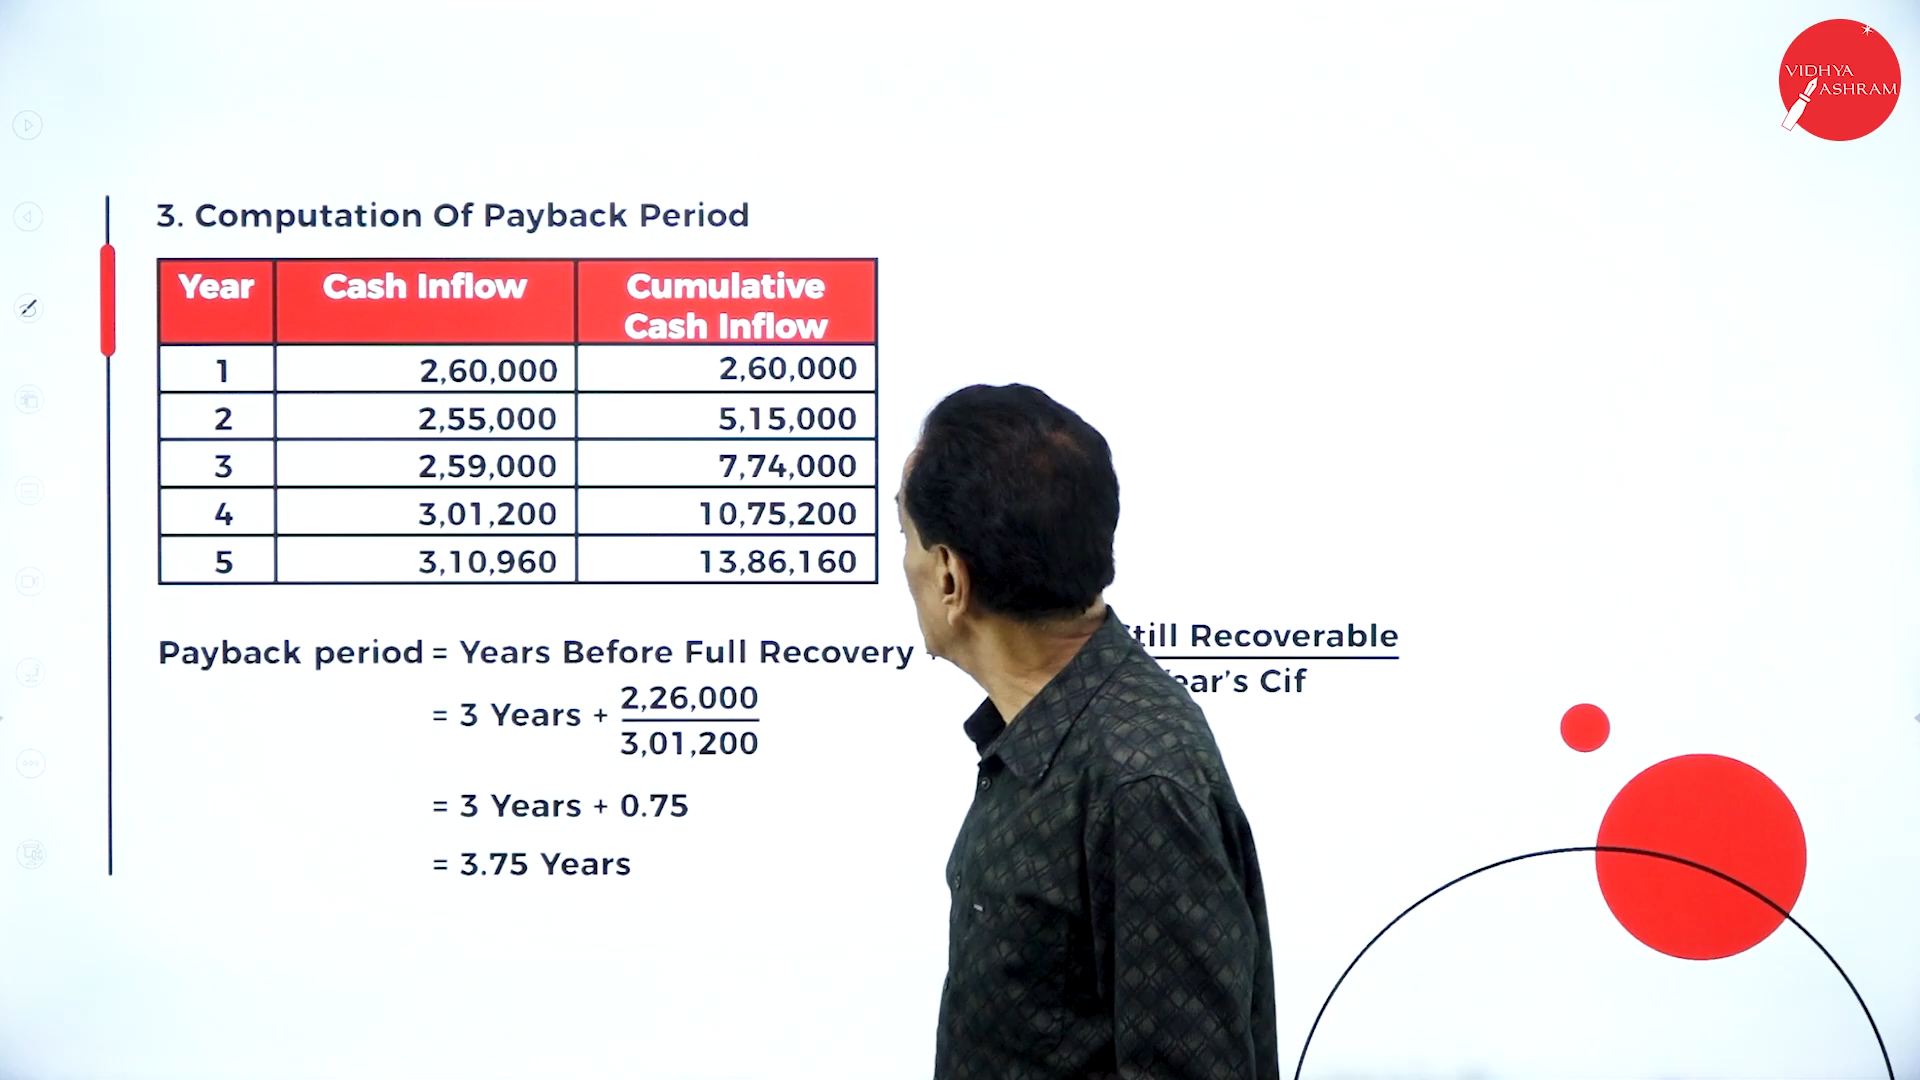 VIDHYA
ASHRAM
3. Computation Of Payback Period
Year Cash Inflow Cumulative Cash Inflow
1 2,60,000 2,60,000
2 2,55,000 5,15,000
3 2,59,000 7,74,000
4 3,01,200 10,75,200
5 3,10,960 13,86,160
Still Recoverable
Payback period = Years Before Full Recovery
Cif
2,26,000
= 3 Years +
3,01,200
= 3 Years + 0.75
= 3.75 Years